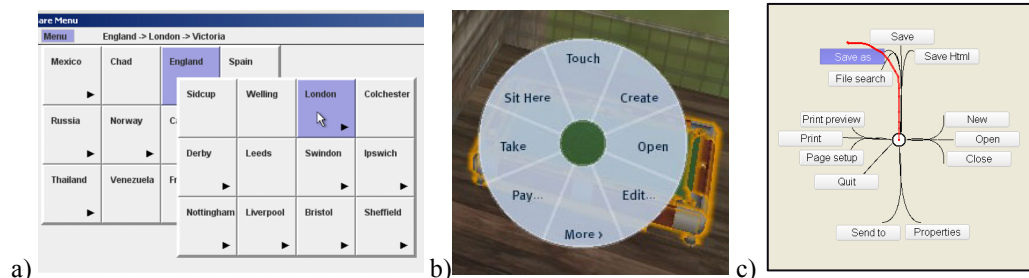 are Menu
Menu England -> London -> Victoria
Mexico Chad England Spain
Sidcup Welling London Colchester
Russia Norway
Derby Leeds Swindon Ipswich
Thailand Venezuela
Nottingham Liverpool Bristol Sheffield
a)
Touch
Sit Here Create
Take Open
Pay... Edit...
More ›
b)
Save
Save as Save Html
File search
Print preview New
Print Open
Page setup Close
Quit
Send to Properties
c)